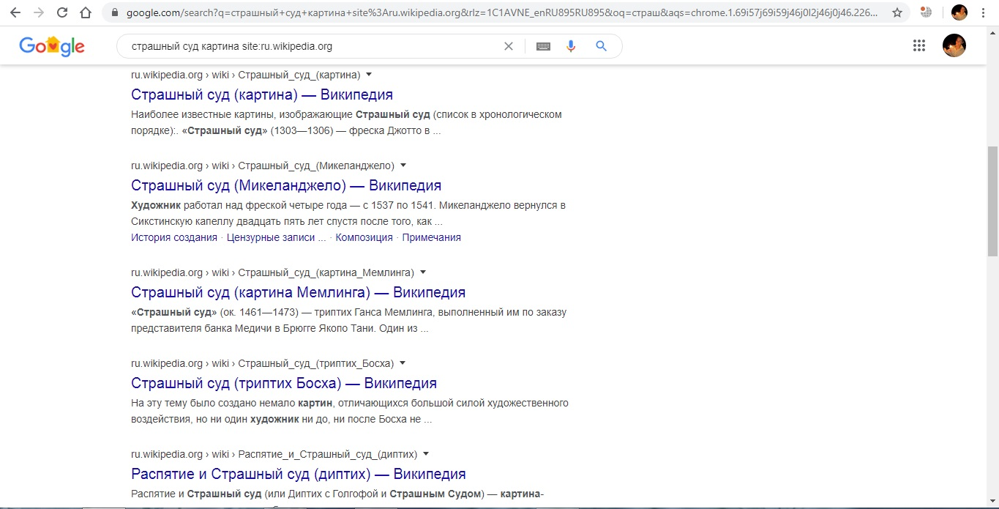 google.com/search?q=страшный+суд+картина+site%3Aru.wikipedia.org&rlz=1C1AVNE_enRU895RU895&oq=страш&aqs=chrome.1.69i57j69i59j46j0l2j46j0j46.226...
Google
страшный суд картина site:ru.wikipedia.org
ru.wikipedia.org › wiki › Страшный_суд_(картина)
Страшный суд (картина) — Википедия
Наиболее известные картины, изображающие Страшный суд (список в хронологическом
порядке):. «Страшный суд» (1303—1306) — фреска Джотто в ...
ru.wikipedia.org › wiki › Страшный_суд_(Микеланджело)
Страшный суд (Микеланджело) — Википедия
Художник работал над фреской четыре года — с 1537 по 1541. Микеланджело вернулся в
Сикстинскую капеллу двадцать пять лет спустя после того, как ...
История создания · Цензурные записи ... · Композиция · Примечания
ru.wikipedia.org › wiki › Страшный_суд_(картина_Мемлинга)
Страшный суд (картина Мемлинга) — Википедия
«Страшный суд» (ок. 1461—1473) — триптих Ганса Мемлинга, выполненный им по заказу
представителя банка Медичи в Брюгге Якопо Тани. Один из ...
ru.wikipedia.org › wiki › Страшный_суд_(триптих_Босха)
Страшный суд (триптих Босха) — Википедия
На эту тему было создано немало картин, отличающихся большой силой художественного
воздействия, но ни один художник ни до, ни после Босха не ...
ru.wikipedia.org › wiki › Распятие_и_Страшный_суд_(диптих)
Распятие и Страшный суд (диптих) — Википедия
Распятие и Страшный суд (или Диптих с Голгофой и Страшным Судом) — картина-